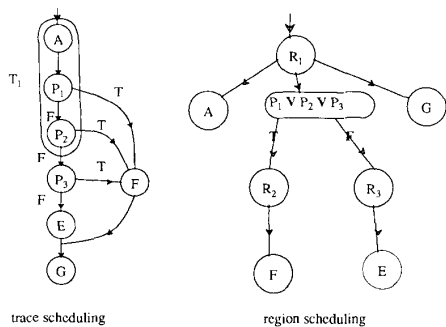 A
T₁
P₁
T
F
P₂
T
F
P₃
T
F
F
E
G
trace scheduling
R₁
A
P₁ V P₂ V P₃
G
T
F
R₂
R₃
F
E
region scheduling